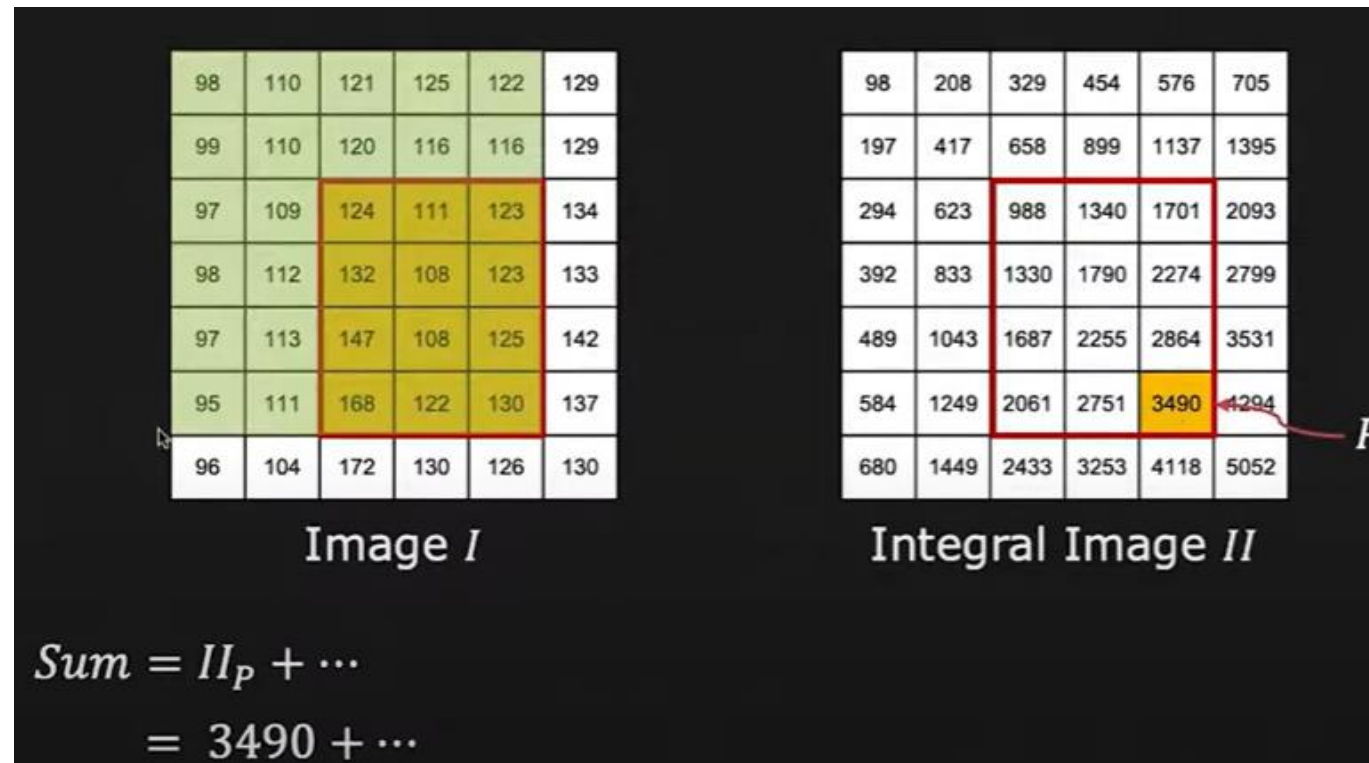 98 110 121 125 122 129
99 110 120 116 116 129
97 109 124 111 123 134
98 112 132 108 123 133
97 113 147 108 125 142
95 111 168 122 130 137
96 104 172 130 126 130
Image I
98 208 329 454 576 705
197 417 658 899 1137 1395
294 623 988 1340 1701 2093
392 833 1330 1790 2274 2799
489 1043 1687 2255 2864 3531
584 1249 2061 2751 3490 4294
680 1449 2433 3253 4118 5052
P
Integral Image II
Sum = II_P + ⋯
= 3490 + ⋯